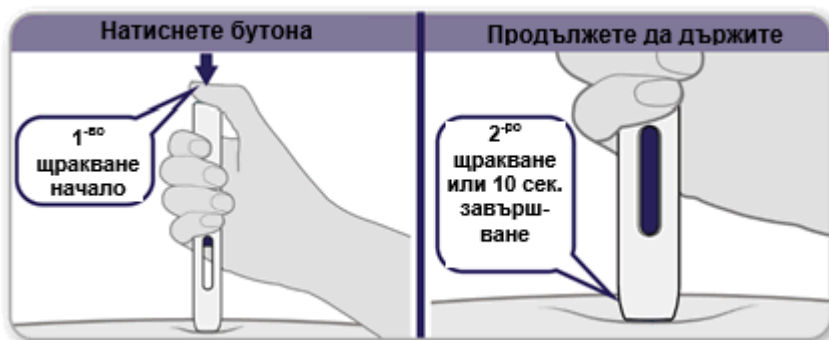 Натиснете бутона
1-во
щракване
начало
Продължете да държите
2-ро
щракване
или 10 сек.
завърш-
ване